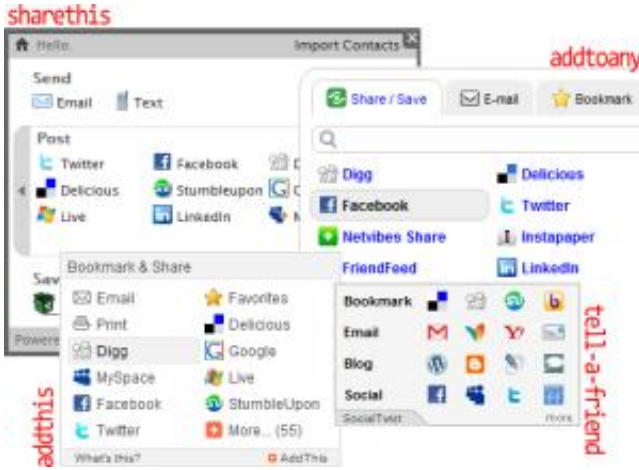 sharethis
Hello.
Import Contacts
Send
Email Text
Post
Twitter Facebook
Delicious Stumbleupon
Live LinkedIn
Powere
addtoany
Share / Save E-mail Bookmark
Digg Delicious
Facebook Twitter
Netvibes Share Instapaper
FriendFeed LinkedIn
addthis
Bookmark & Share
Email Favorites
Print Delicious
Digg Google
MySpace Live
Facebook StumbleUpon
Twitter More... (55)
What's this? AddThis
tell-a-friend
Bookmark
Email
Blog
Social
SocialTwist more